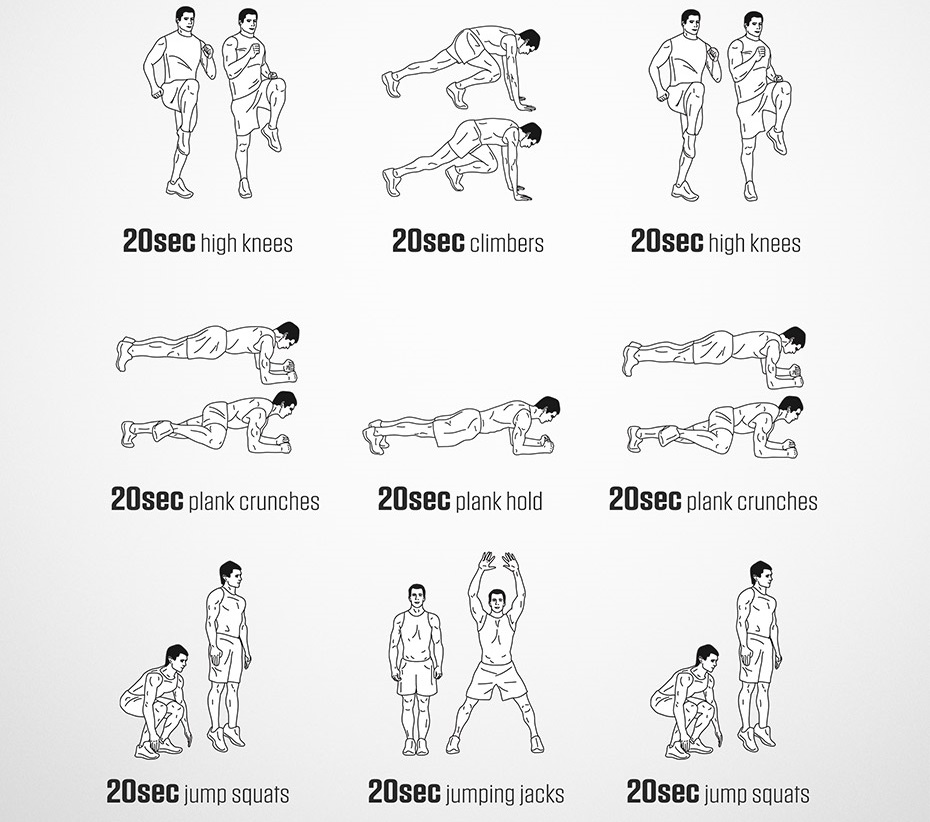 20sec high knees
20sec climbers
20sec high knees
20sec plank crunches
20sec plank hold
20sec plank crunches
20sec jump squats
20sec jumping jacks
20sec jump squats